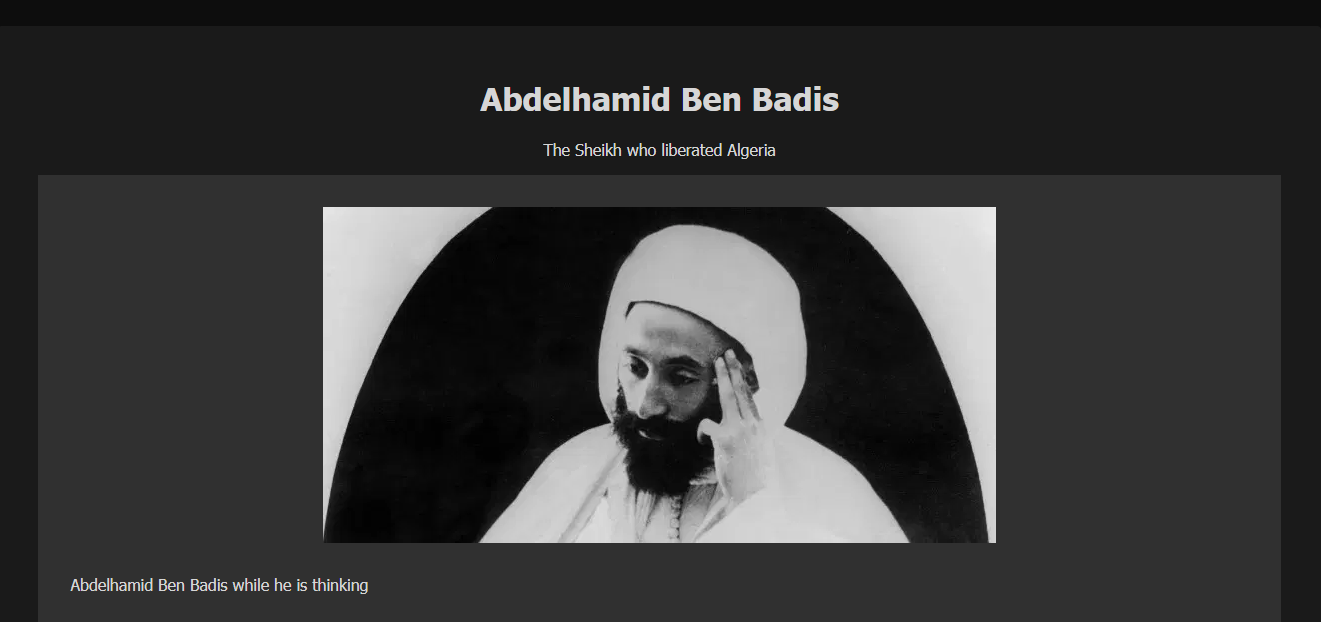 Abdelhamid Ben Badis
The Sheikh who liberated Algeria
Abdelhamid Ben Badis while he is thinking